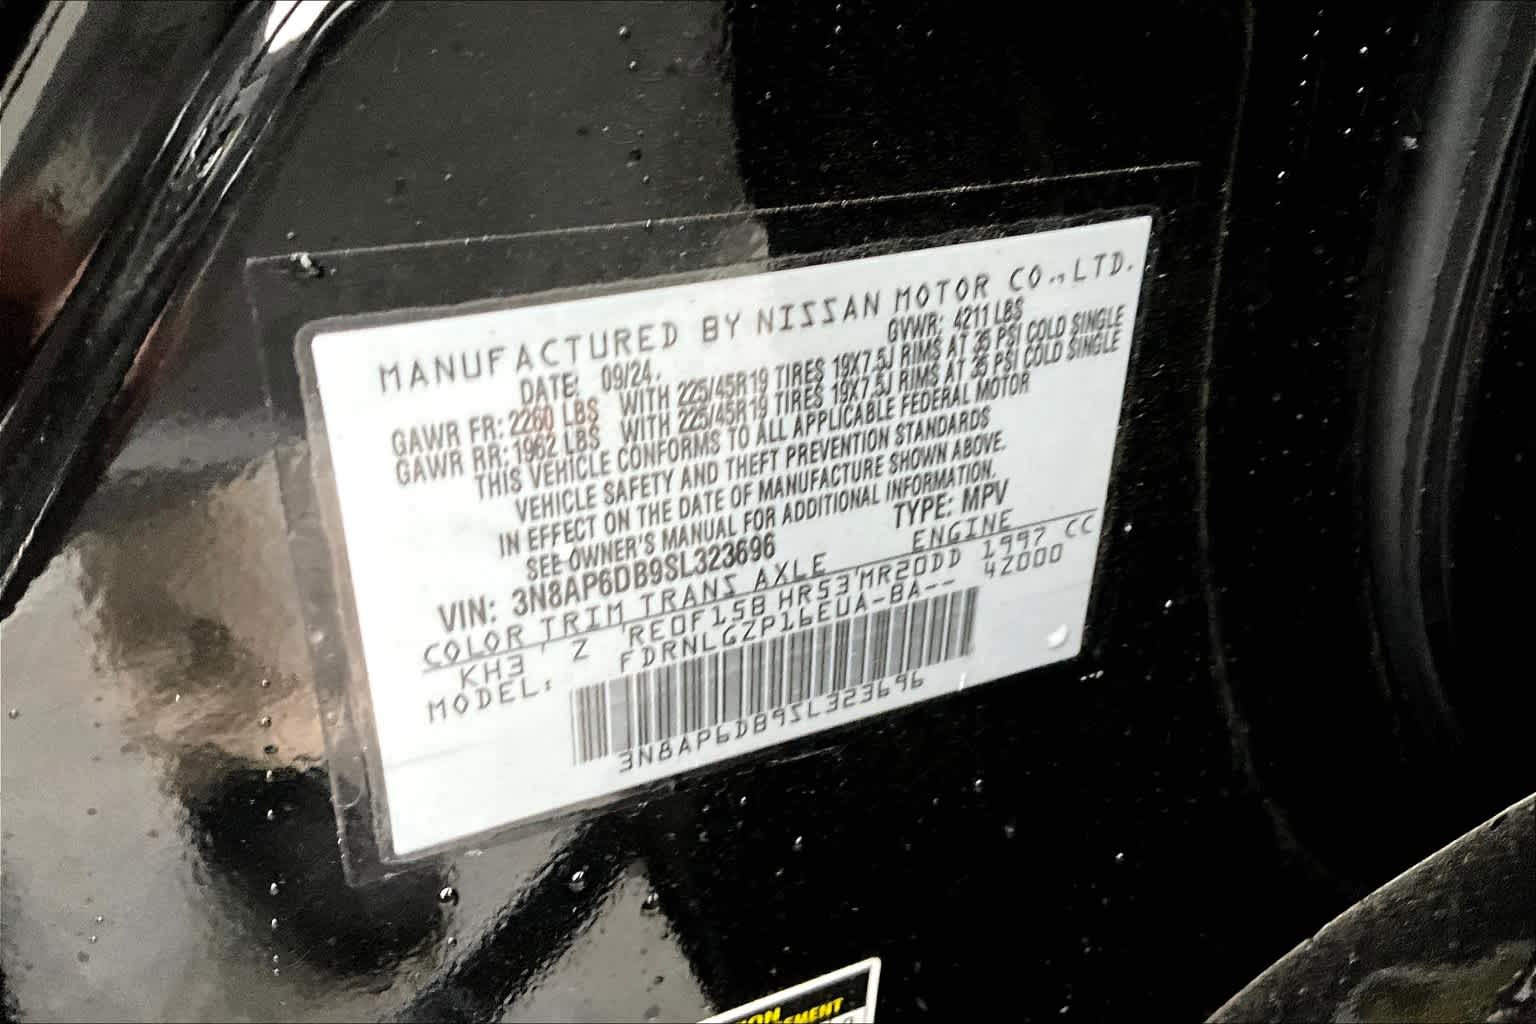 MANUFACTURED BY NISSAN MOTOR CO., LTD.
DATE: 09/24. GVWR: 4211 LBS
GAWR FR: 2260 LBS WITH 225/45R19 TIRES 19X7.5J RIMS AT 35 PSI COLD SINGLE
GAWR RR: 1962 LBS WITH 225/45R19 TIRES 19X7.5J RIMS AT 35 PSI COLD SINGLE
THIS VEHICLE CONFORMS TO ALL APPLICABLE FEDERAL MOTOR
VEHICLE SAFETY AND THEFT PREVENTION STANDARDS
IN EFFECT ON THE DATE OF MANUFACTURE SHOWN ABOVE.
SEE OWNER'S MANUAL FOR ADDITIONAL INFORMATION.
VIN: 3N8AP6DB9SL323696 TYPE: MPV
COLOR TRIM TRANS AXLE ENGINE
KH3 Z RE0F15B HR53 MR20DD 1997 CC
MODEL: FDRNLGZP16EUA-BA-- 42000
3N8AP6DB9SL323696